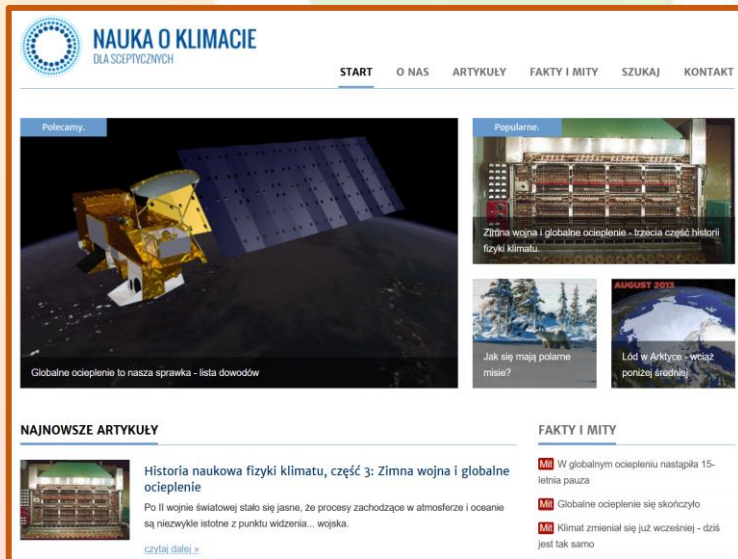 NAUKA O KLIMACIE
DLA SCEPTYCZNYCH
START O NAS ARTYKUŁY FAKTY I MITY SZUKAJ KONTAKT
Polecamy.
Globalne ocieplenie to nasza sprawka - lista dowodów
Popularne.
Zimna wojna i globalne ocieplenie - trzecia część historii
fizyki klimatu.
Jak się mają polarne
misie?
AUGUST 2013
Lód w Arktyce - wciąż
poniżej średniej
NAJNOWSZE ARTYKUŁY
Historia naukowa fizyki klimatu, część 3: Zimna wojna i globalne
ocieplenie
Po II wojnie światowej stało się jasne, że procesy zachodzące w atmosferze i oceanie
są niezwykle istotne z punktu widzenia... wojska.
czytaj dalej »
FAKTY I MITY
Mit W globalnym ociepleniu nastąpiła 15-
letnia pauza
Mit Globalne ocieplenie się skończyło
Mit Klimat zmieniał się już wcześniej - dziś
jest tak samo